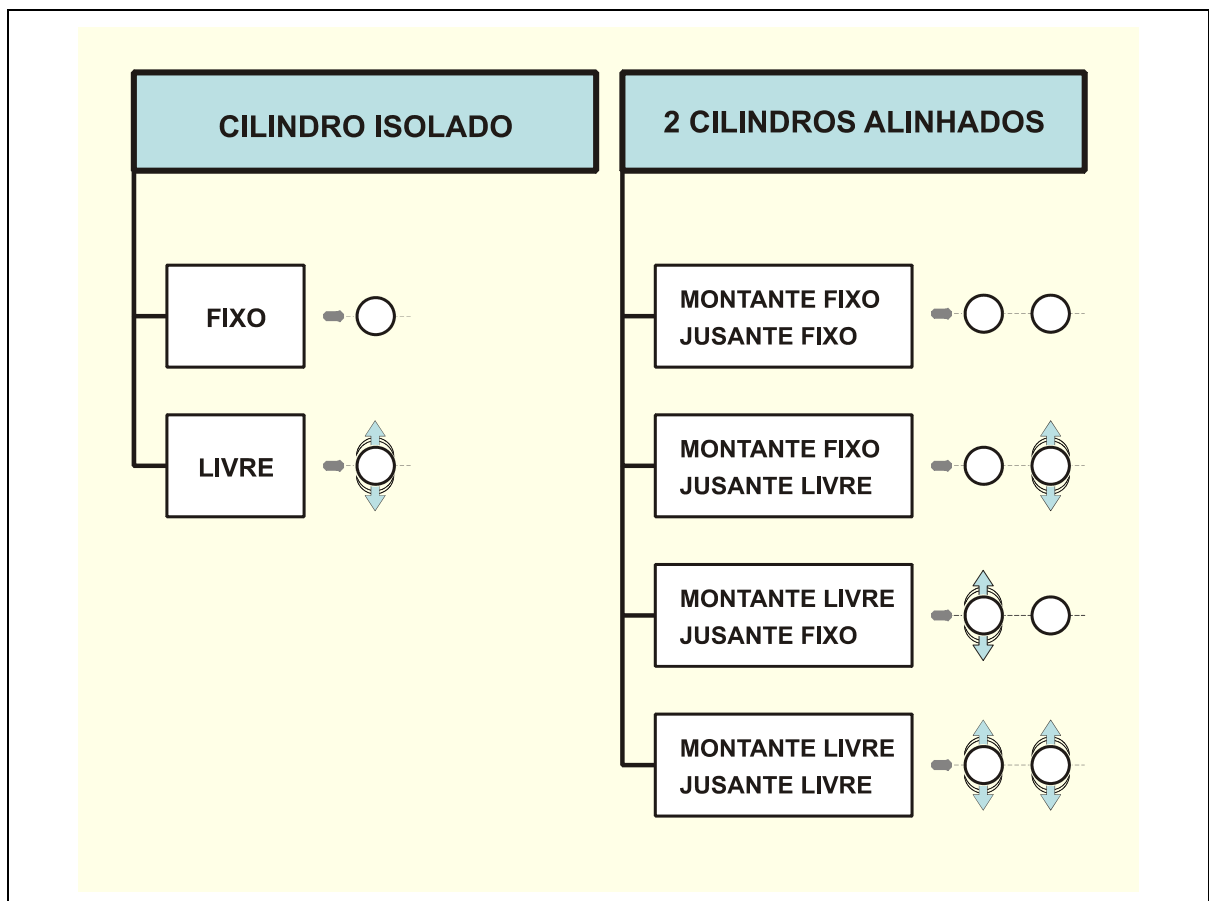 CILINDRO ISOLADO
FIXO
LIVRE
2 CILINDROS ALINHADOS
MONTANTE FIXO
JUSANTE FIXO
MONTANTE FIXO
JUSANTE LIVRE
MONTANTE LIVRE
JUSANTE FIXO
MONTANTE LIVRE
JUSANTE LIVRE